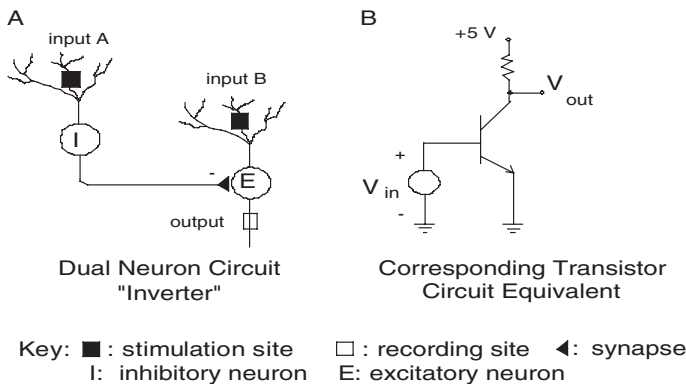 A
input A
input B
I
-
E
output
Dual Neuron Circuit
"Inverter"
B
+5 V
V out
+
V in
-
Corresponding Transistor
Circuit Equivalent
Key: ■ : stimulation site □ : recording site ◀: synapse
I: inhibitory neuron E: excitatory neuron